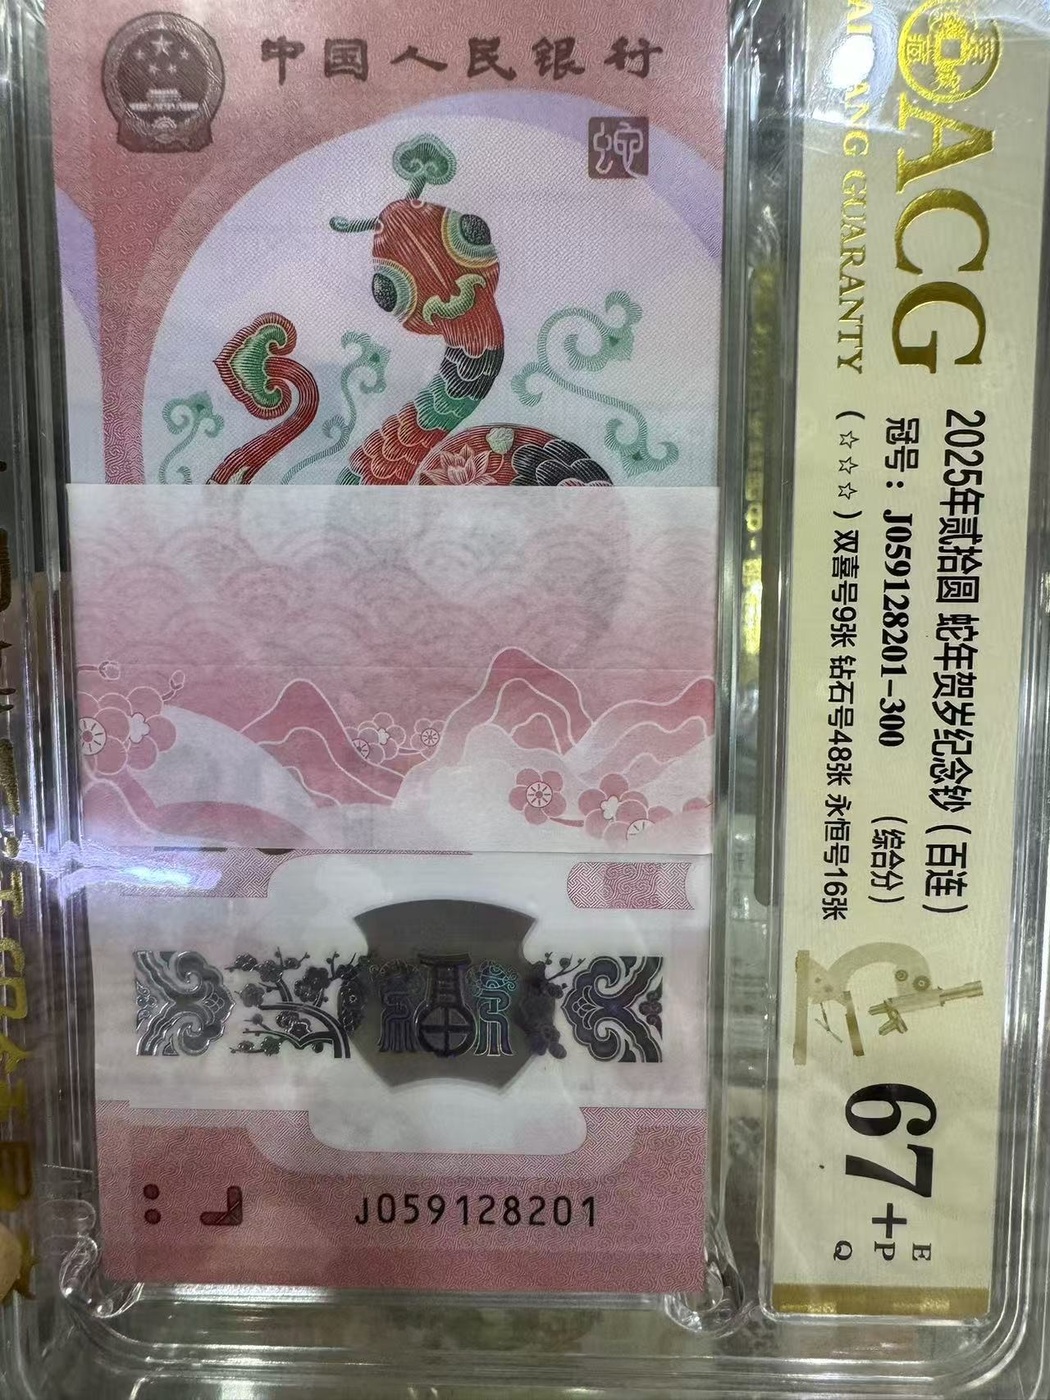 中国人民银行
蛇
J059128201
ACG
GUARANTY
2025年贰拾圆 蛇年贺岁纪念钞（百连）
冠号：J059128201-300 （综合分）
（☆☆☆）双喜号9张 钻石号48张 永恒号16张
67+
E
P
Q